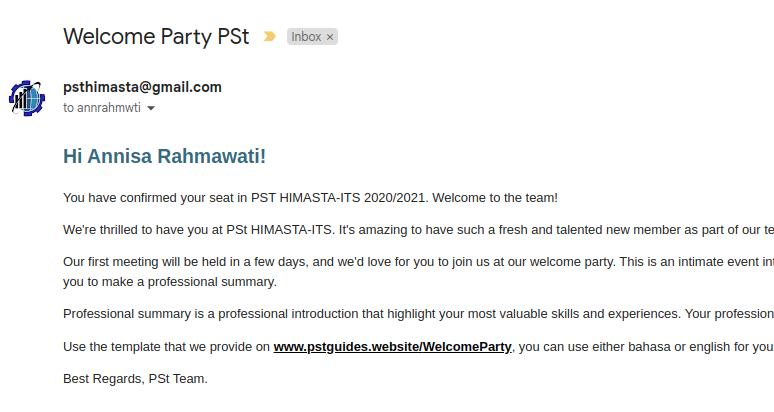 Welcome Party PSt Inbox ×
psthimasta@gmail.com
to annrahmwti
Hi Annisa Rahmawati!
You have confirmed your seat in PST HIMASTA-ITS 2020/2021. Welcome to the team!
We're thrilled to have you at PSt HIMASTA-ITS. It's amazing to have such a fresh and talented new member as part of our te
Our first meeting will be held in a few days, and we'd love for you to join us at our welcome party. This is an intimate event int
you to make a professional summary.
Professional summary is a professional introduction that highlight your most valuable skills and experiences. Your profession
Use the template that we provide on www.pstguides.website/WelcomeParty, you can use either bahasa or english for you
Best Regards, PSt Team.